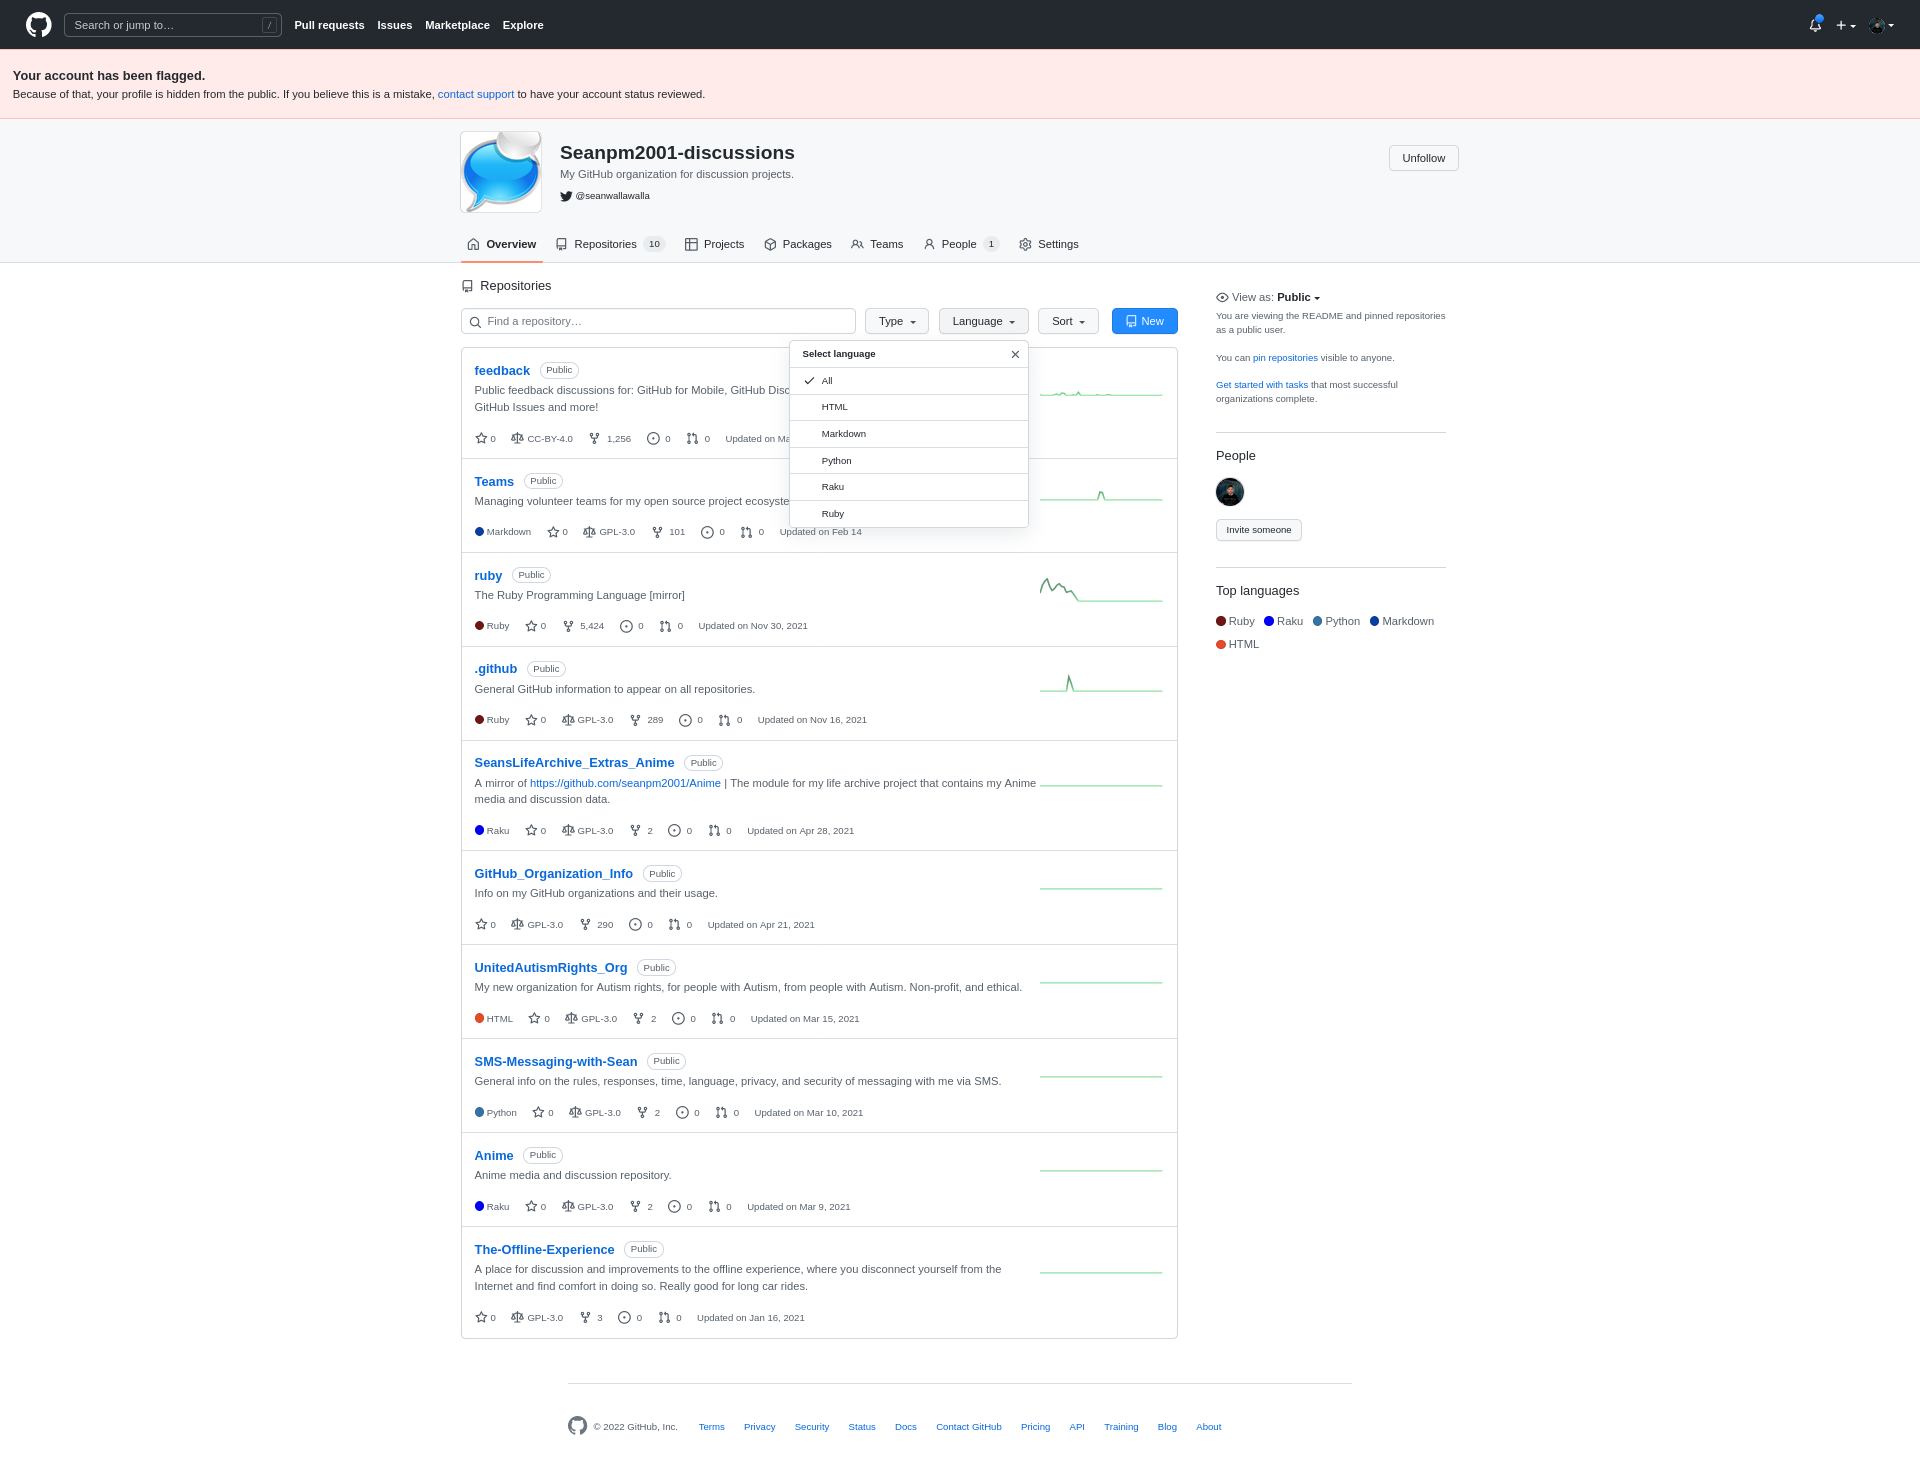 Search or jump to…
/
Pull requests
Issues
Marketplace
Explore
Your account has been flagged.
Because of that, your profile is hidden from the public. If you believe this is a mistake, contact support to have your account status reviewed.
Seanpm2001-discussions
My GitHub organization for discussion projects.
@seanwallawalla
Unfollow
Overview
Repositories 10
Projects
Packages
Teams
People 1
Settings
Repositories
Find a repository…
Type
Language
Sort
New
Select language
All
HTML
Markdown
Python
Raku
Ruby
feedback Public
Public feedback discussions for: GitHub for Mobile, GitHub Disc
GitHub Issues and more!
0 CC-BY-4.0 1,256 0 0 Updated on Ma
Teams Public
Managing volunteer teams for my open source project ecosyste
Markdown 0 GPL-3.0 101 0 0 Updated on Feb 14
ruby Public
The Ruby Programming Language [mirror]
Ruby 0 5,424 0 0 Updated on Nov 30, 2021
.github Public
General GitHub information to appear on all repositories.
Ruby 0 GPL-3.0 289 0 0 Updated on Nov 16, 2021
SeansLifeArchive_Extras_Anime Public
A mirror of https://github.com/seanpm2001/Anime | The module for my life archive project that contains my Anime
media and discussion data.
Raku 0 GPL-3.0 2 0 0 Updated on Apr 28, 2021
GitHub_Organization_Info Public
Info on my GitHub organizations and their usage.
0 GPL-3.0 290 0 0 Updated on Apr 21, 2021
UnitedAutismRights_Org Public
My new organization for Autism rights, for people with Autism, from people with Autism. Non-profit, and ethical.
HTML 0 GPL-3.0 2 0 0 Updated on Mar 15, 2021
SMS-Messaging-with-Sean Public
General info on the rules, responses, time, language, privacy, and security of messaging with me via SMS.
Python 0 GPL-3.0 2 0 0 Updated on Mar 10, 2021
Anime Public
Anime media and discussion repository.
Raku 0 GPL-3.0 2 0 0 Updated on Mar 9, 2021
The-Offline-Experience Public
A place for discussion and improvements to the offline experience, where you disconnect yourself from the
Internet and find comfort in doing so. Really good for long car rides.
0 GPL-3.0 3 0 0 Updated on Jan 16, 2021
View as: Public
You are viewing the README and pinned repositories
as a public user.
You can pin repositories visible to anyone.
Get started with tasks that most successful
organizations complete.
People
Invite someone
Top languages
Ruby Raku Python Markdown
HTML
© 2022 GitHub, Inc. Terms Privacy Security Status Docs Contact GitHub Pricing API Training Blog About